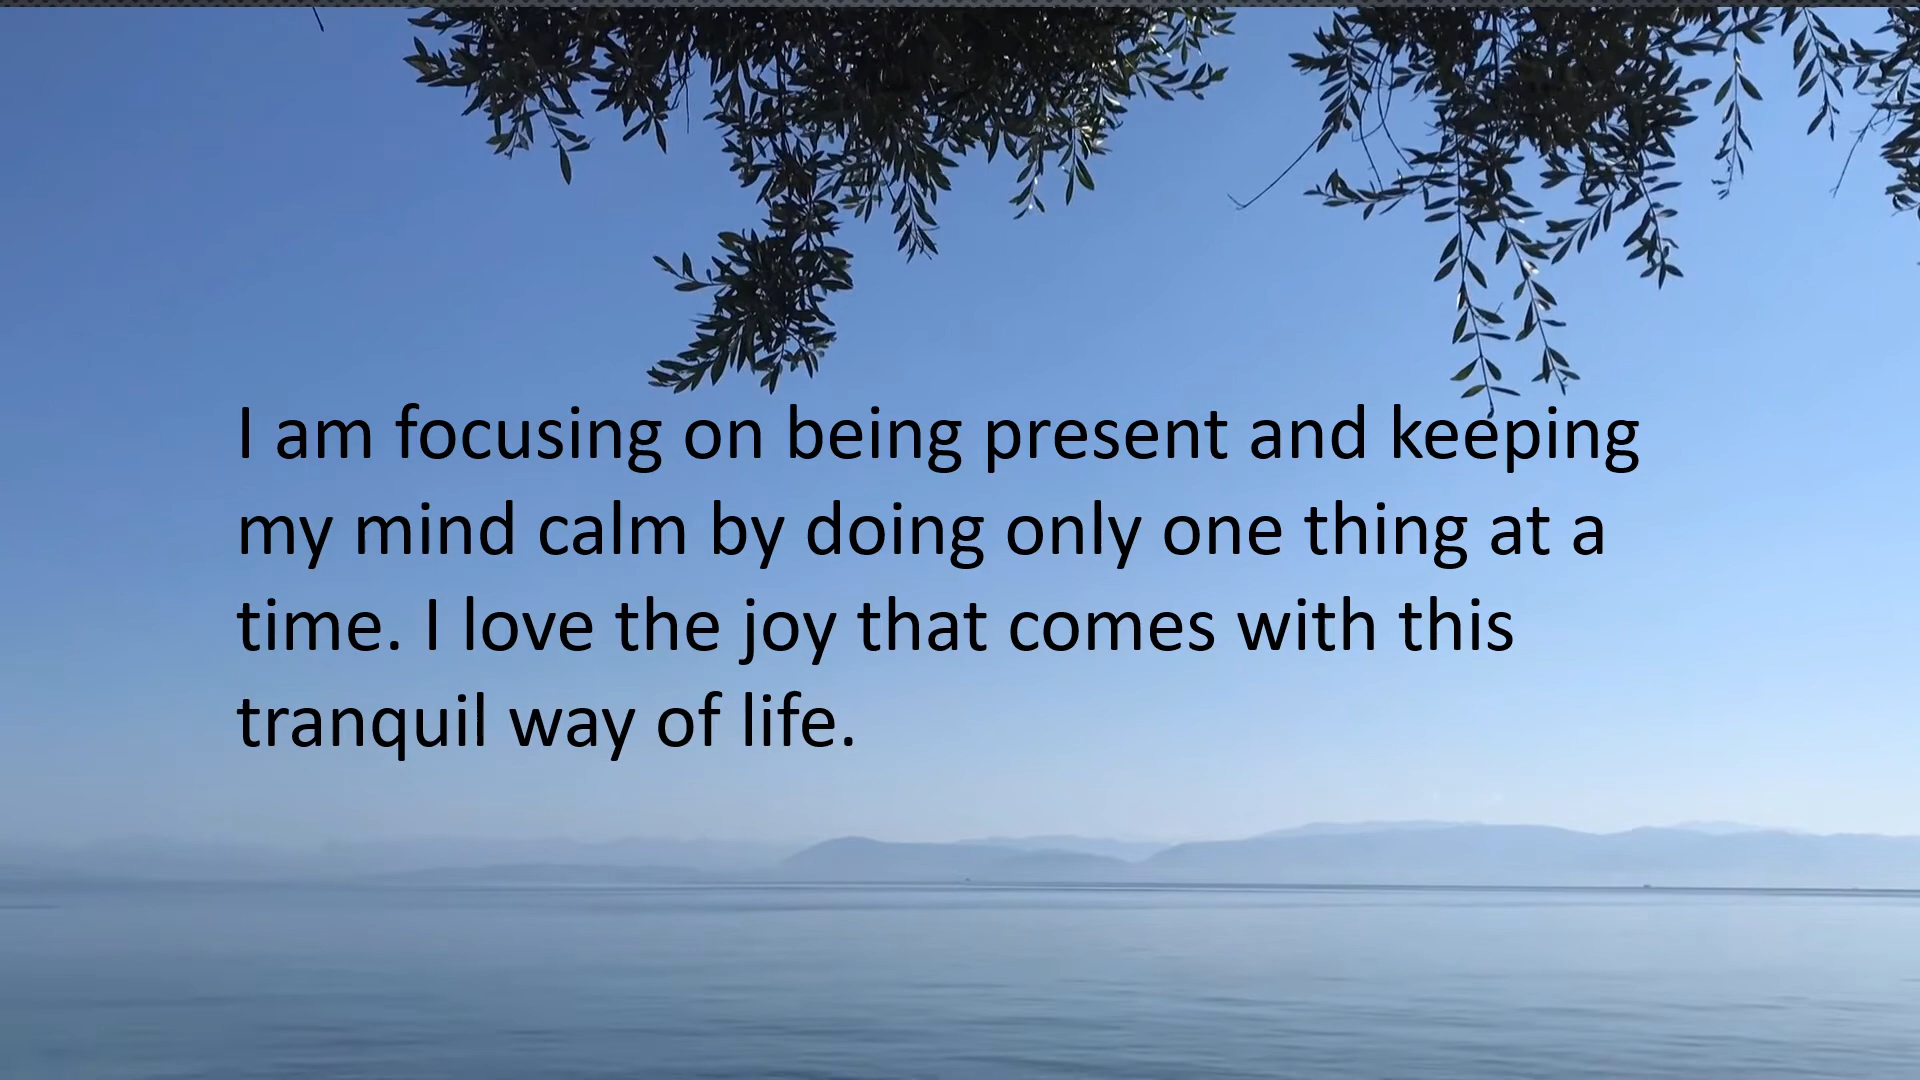 I am focusing on being present and keeping
my mind calm by doing only one thing at a
time. I love the joy that comes with this
tranquil way of life.